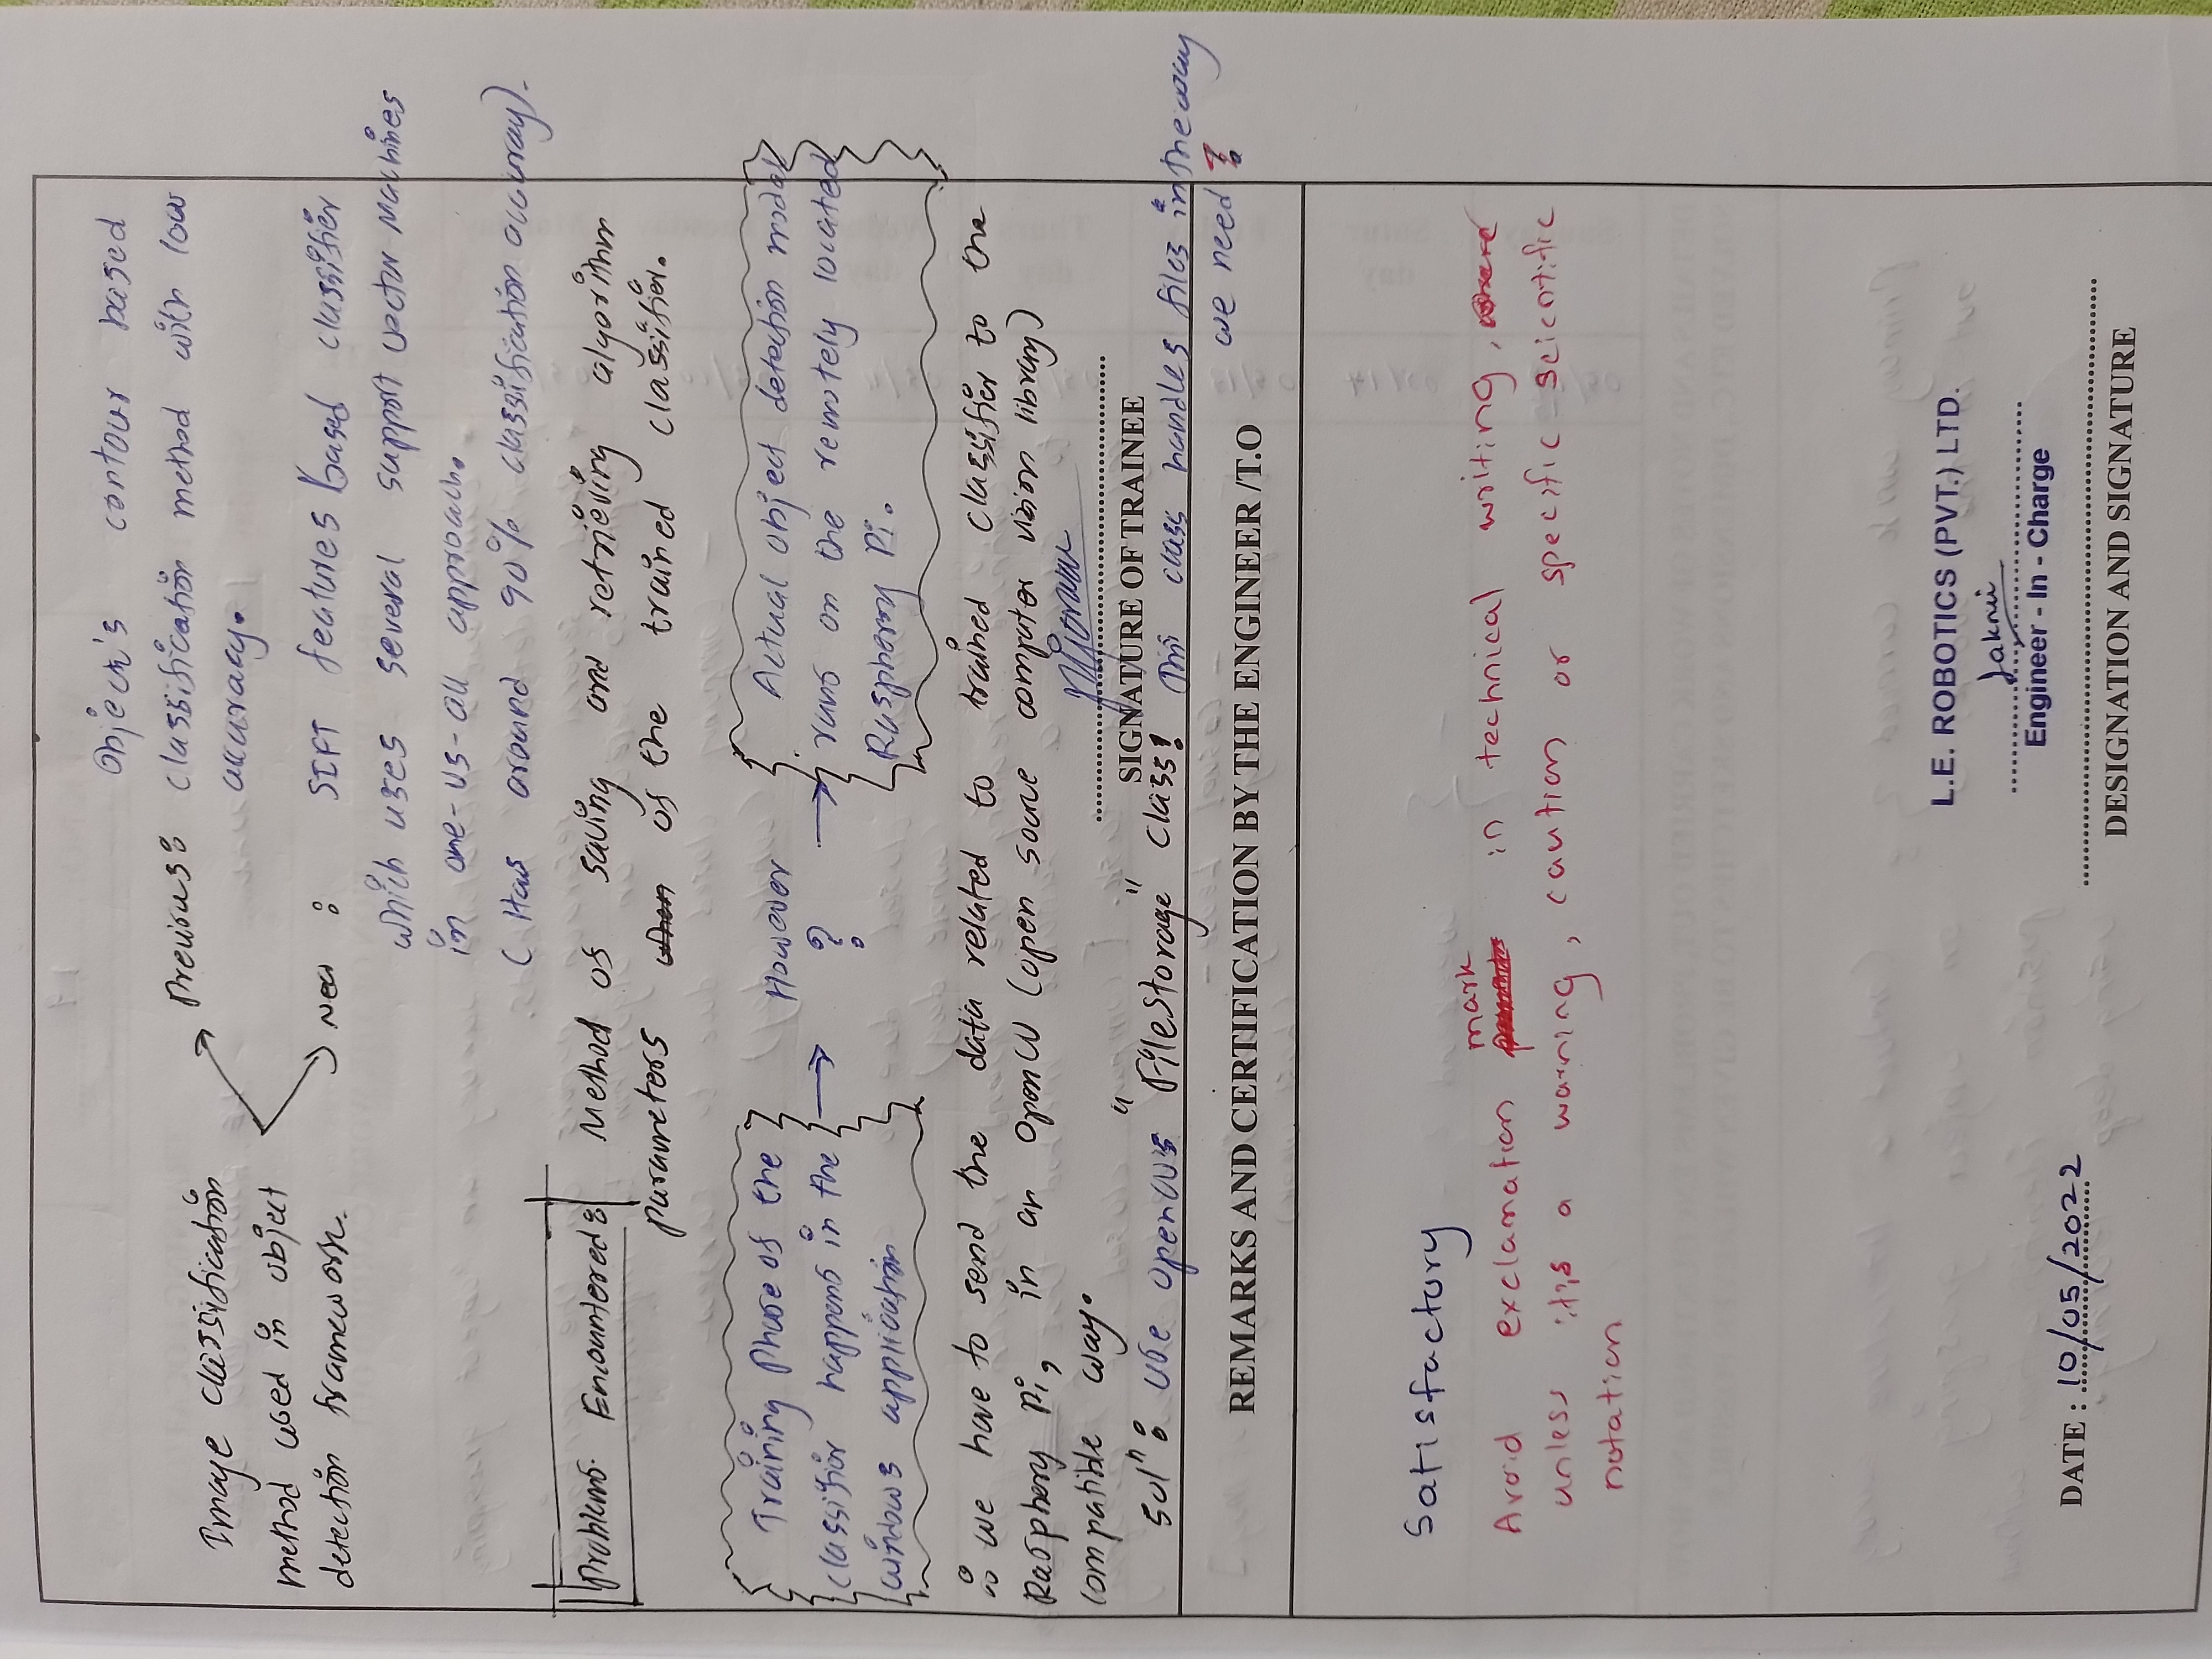 Image classification
method used in object
detection framework.
Previous: Object's contour based
classification method with low
accuracy.
New : SIFT features based classifier
which uses several support vector Machines
in one-vs-all approach.
( Has around 90% classification accuray).
Problems Encountered: Method of saving and retrieving algorithm
parameters when of the trained classifier.
Training Phase of the
classifier happens in the
windows application
However
?
Actual object detection model
runs on the remotely located
Raspberry Pi.
∴ we have to send the data related to trained classifier to the
Raspbery Pi, in an OpenCV (open source computer vision library)
compatible way.
SIGNATURE OF TRAINEE
Solⁿ: Use OpenCV's "FileStorage" class! This class handles files in the way
we need !
REMARKS AND CERTIFICATION BY THE ENGINEER /T.O
Satisfactory
Avoid exclamation mark in technical writing,
unless it is a warning, caution or specific scientific
notation
L.E. ROBOTICS (PVT.) LTD.
Engineer - In - Charge
DATE : 10/05/2022
DESIGNATION AND SIGNATURE